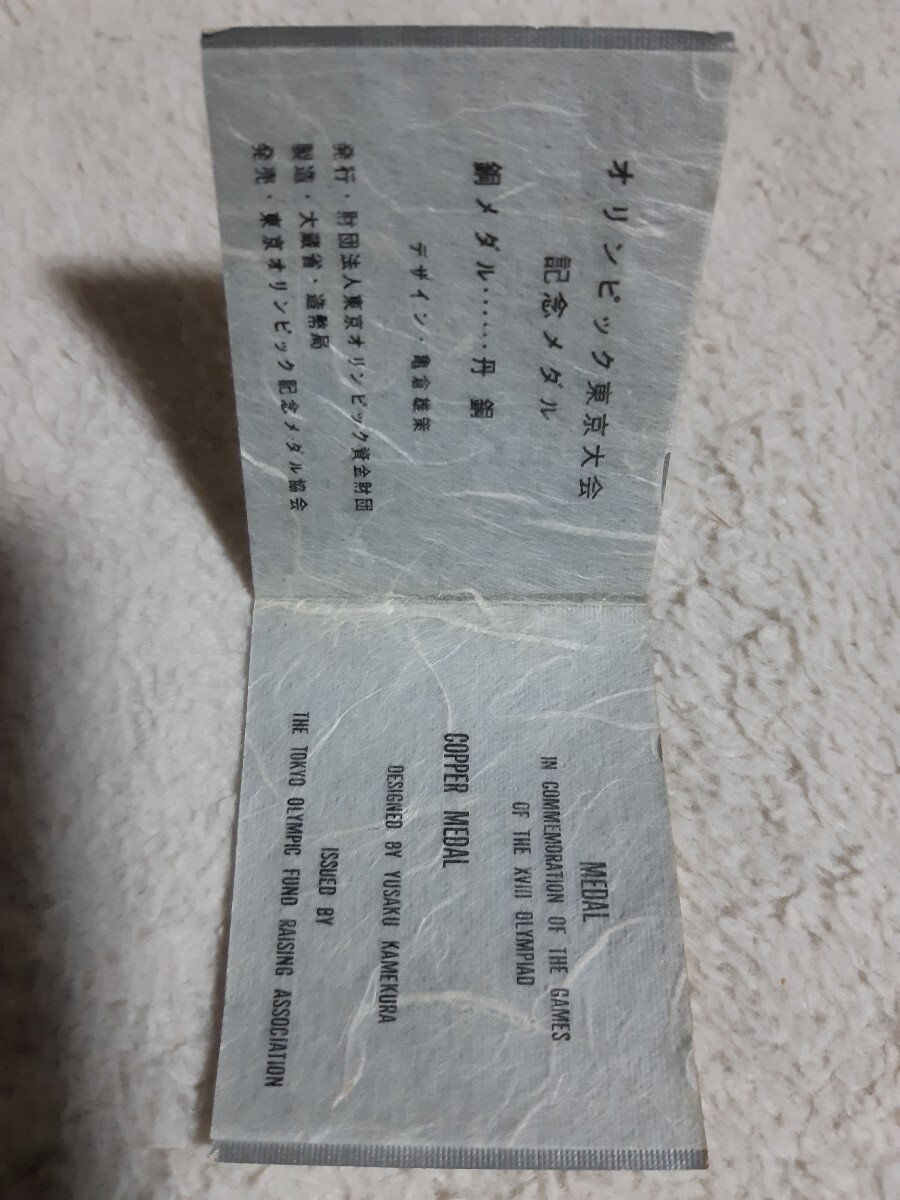 オリンピック東京大会
記念メダル
銅メダル‥‥‥丹銅
デザイン・亀倉雄策
発行・財団法人東京オリンピック資金財団
製造・大蔵省・造幣局
発売・東京オリンピック記念メダル協会
MEDAL
IN COMMEMORATION OF THE GAMES
OF THE XVIII OLYMPIAD
COPPER MEDAL
DESIGNED BY YUSAKU KAMEKURA
ISSUED BY
THE TOKYO OLYMPIC FUND RAISING ASSOCIATION